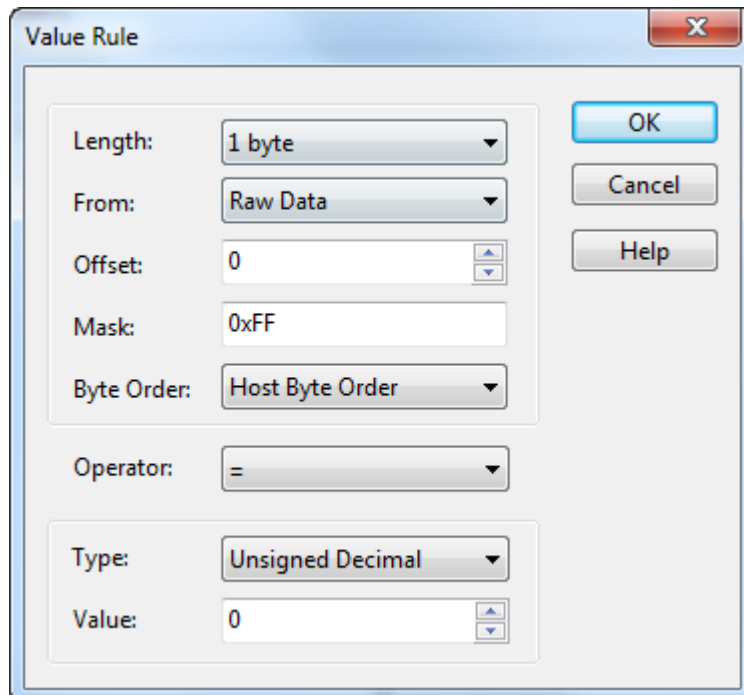 Value Rule
Length: 1 byte
OK
From: Raw Data
Cancel
Offset: 0
Help
Mask: 0xFF
Byte Order: Host Byte Order
Operator: =
Type: Unsigned Decimal
Value: 0